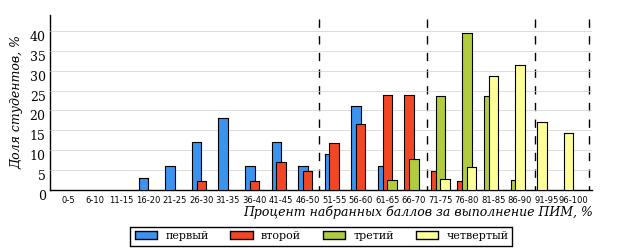 Доля студентов, %
40
35
30
25
20
15
10
5
0
0-5 6-10 11-15 16-20 21-25 26-30 31-35 36-40 41-45 46-50 51-55 56-60 61-65 66-70 71-75 76-80 81-85 86-90 91-95 96-100
Процент набранных баллов за выполнение ПИМ, %
первый второй третий четвертый